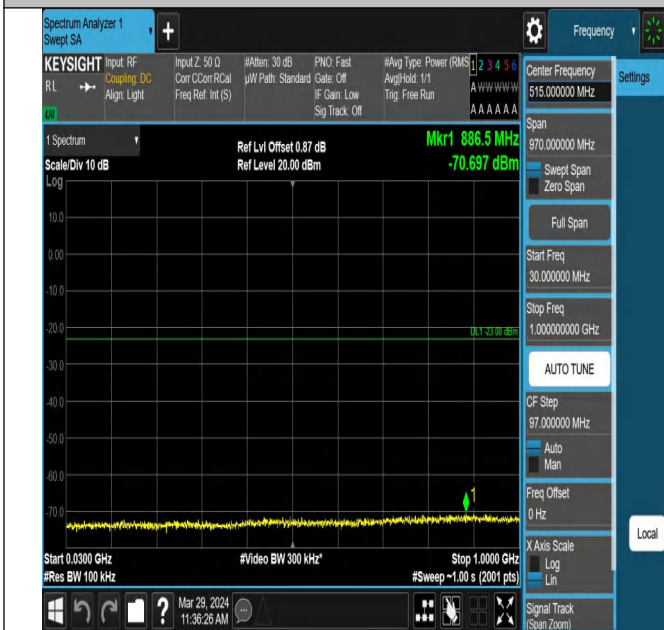 Spectrum Analyzer 1
Swept SA
+
Frequency
KEYSIGHT
RL
LXI
Input: RF
Coupling: DC
Align: Light
Input Z: 50 Ω
Corr CCorr RCal
Freq Ref: Int (S)
#Atten: 30 dB
µW Path: Standard
PNO: Fast
Gate: Off
IF Gain: Low
Sig Track: Off
#Avg Type: Power (RMS
Avg|Hold: 1/1
Trig: Free Run
1 2 3 4 5 6
A W W W W W
A A A A A A
1 Spectrum
Scale/Div 10 dB
Log
Ref Lvl Offset 0.87 dB
Ref Level 20.00 dBm
Mkr1 886.5 MHz
-70.697 dBm
10.0
0.00
-10.0
-20.0
DL1 -23.00 dBm
-30.0
-40.0
-50.0
-60.0
-70.0
1
Start 0.0300 GHz
#Res BW 100 kHz
#Video BW 300 kHz*
Stop 1.0000 GHz
#Sweep ~1.00 s (2001 pts)
?
Mar 29, 2024
11:36:26 AM
Center Frequency
515.000000 MHz
Settings
Span
970.000000 MHz
Swept Span
Zero Span
Full Span
Start Freq
30.000000 MHz
Stop Freq
1.000000000 GHz
AUTO TUNE
CF Step
97.000000 MHz
Auto
Man
Freq Offset
0 Hz
Local
X Axis Scale
Log
Lin
Signal Track
(Span Zoom)